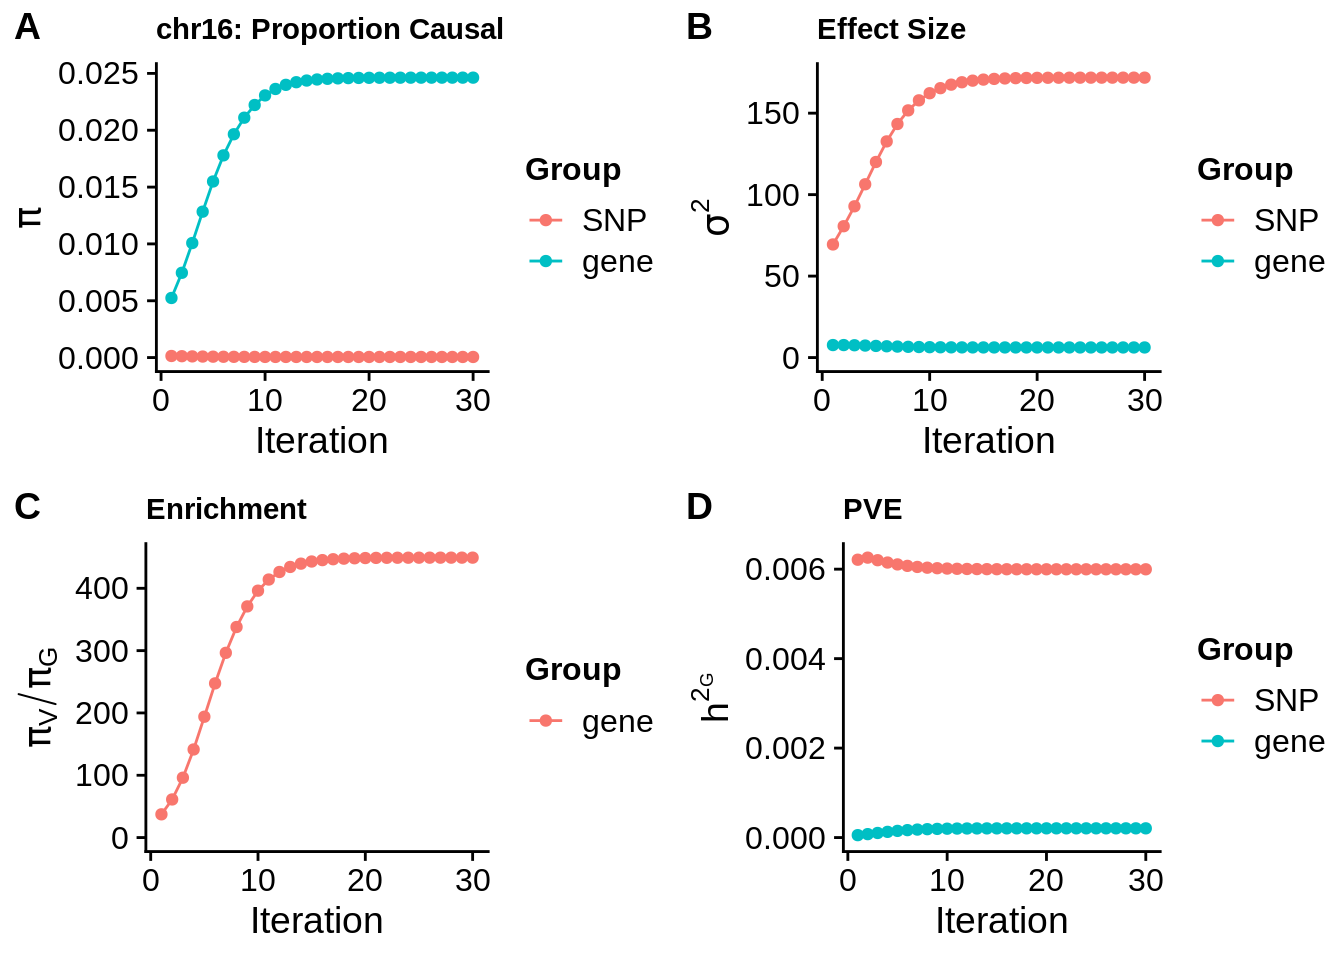 A chr16: Proportion Causal
0.025
0.020
0.015
0.010
0.005
0.000
π
0 10 20 30
Iteration
Group
SNP
gene
B Effect Size
150
100
50
0
σ²
0 10 20 30
Iteration
Group
SNP
gene
C Enrichment
400
300
200
100
0
πV/πG
0 10 20 30
Iteration
Group
gene
D PVE
0.006
0.004
0.002
0.000
h²G
0 10 20 30
Iteration
Group
SNP
gene